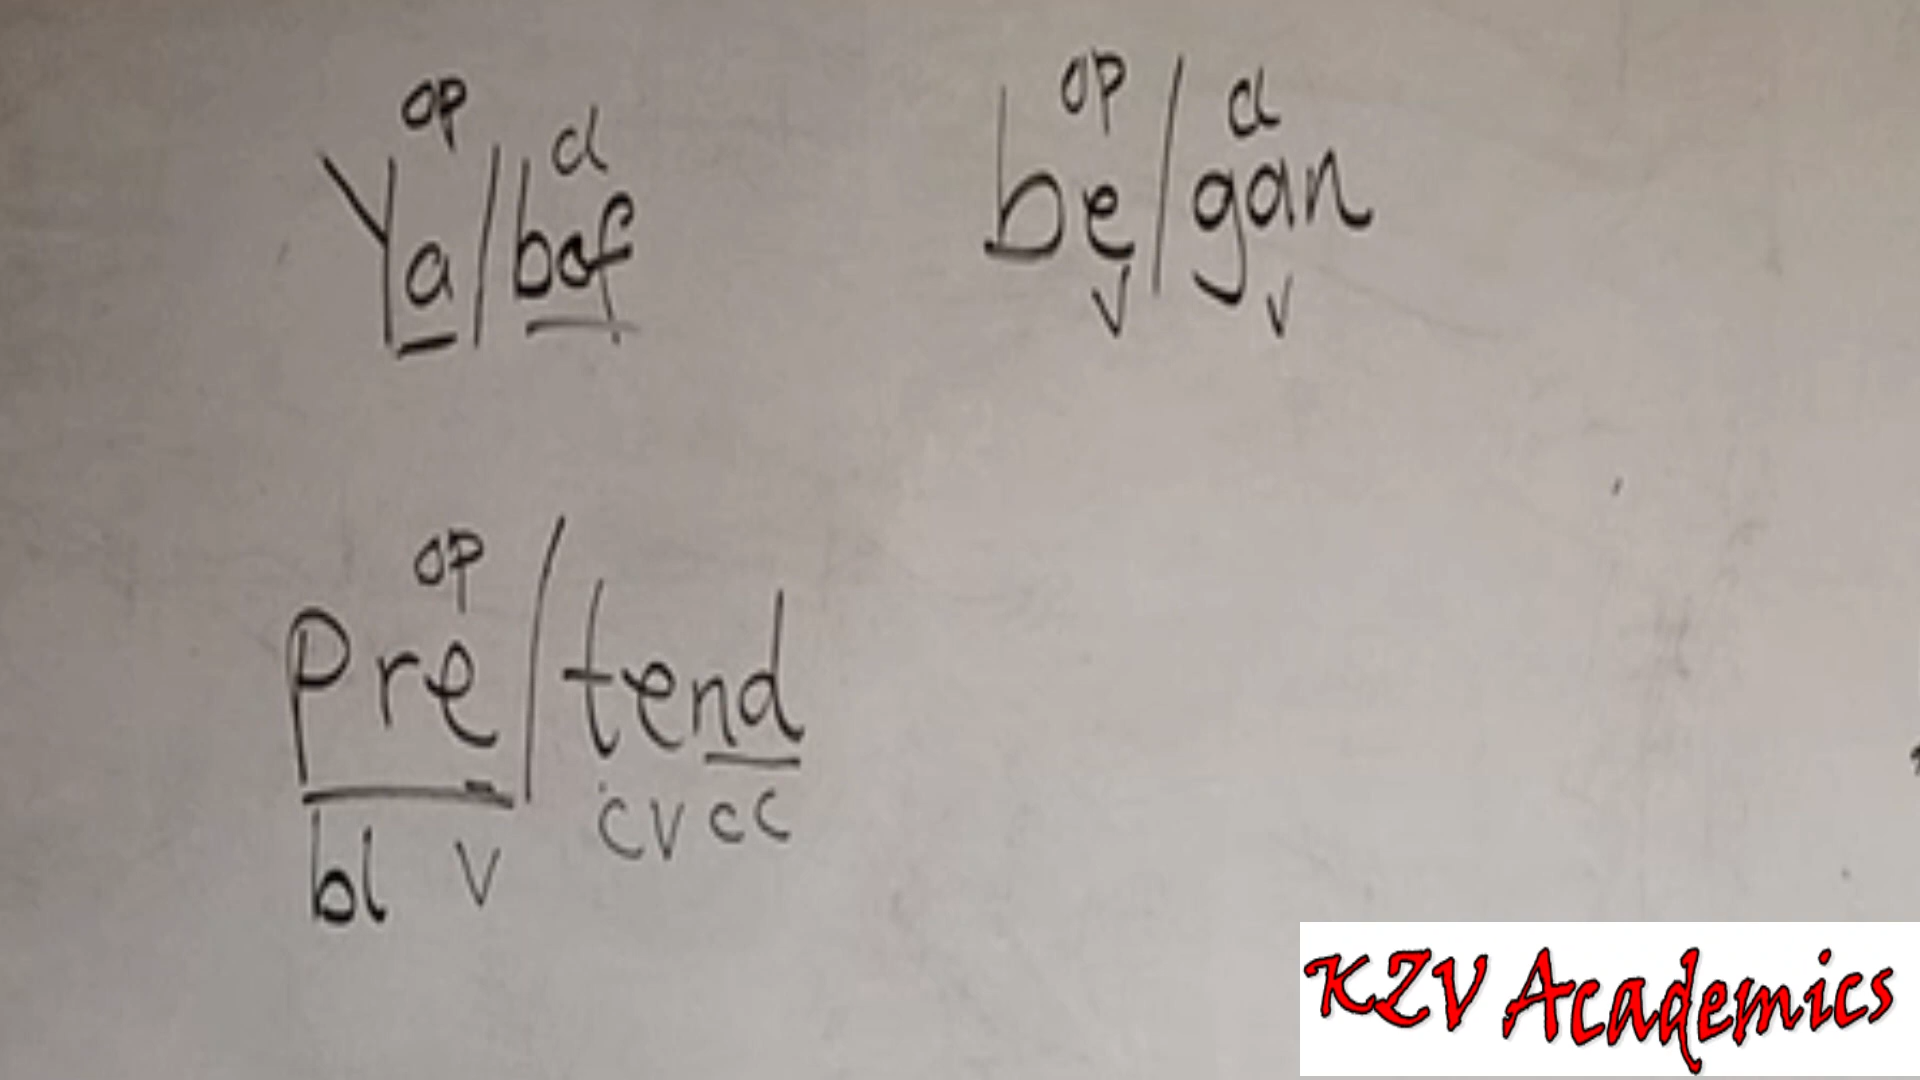 op cl
Ya/baf
op cl
be/gan
v v
op
Pre/tend
bl v cvcc
KZV Academics